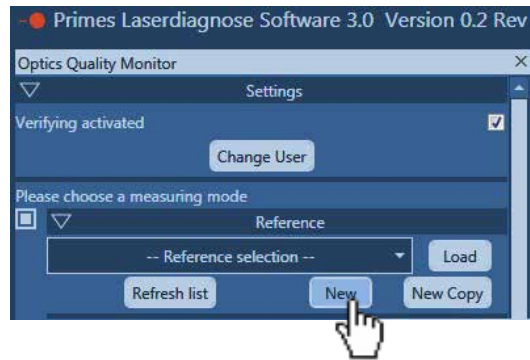 Primes Laserdiagnose Software 3.0 Version 0.2 Rev
Optics Quality Monitor
Settings
Verifying activated
Change User
Please choose a measuring mode
Reference
-- Reference selection -- Load
Refresh list New New Copy